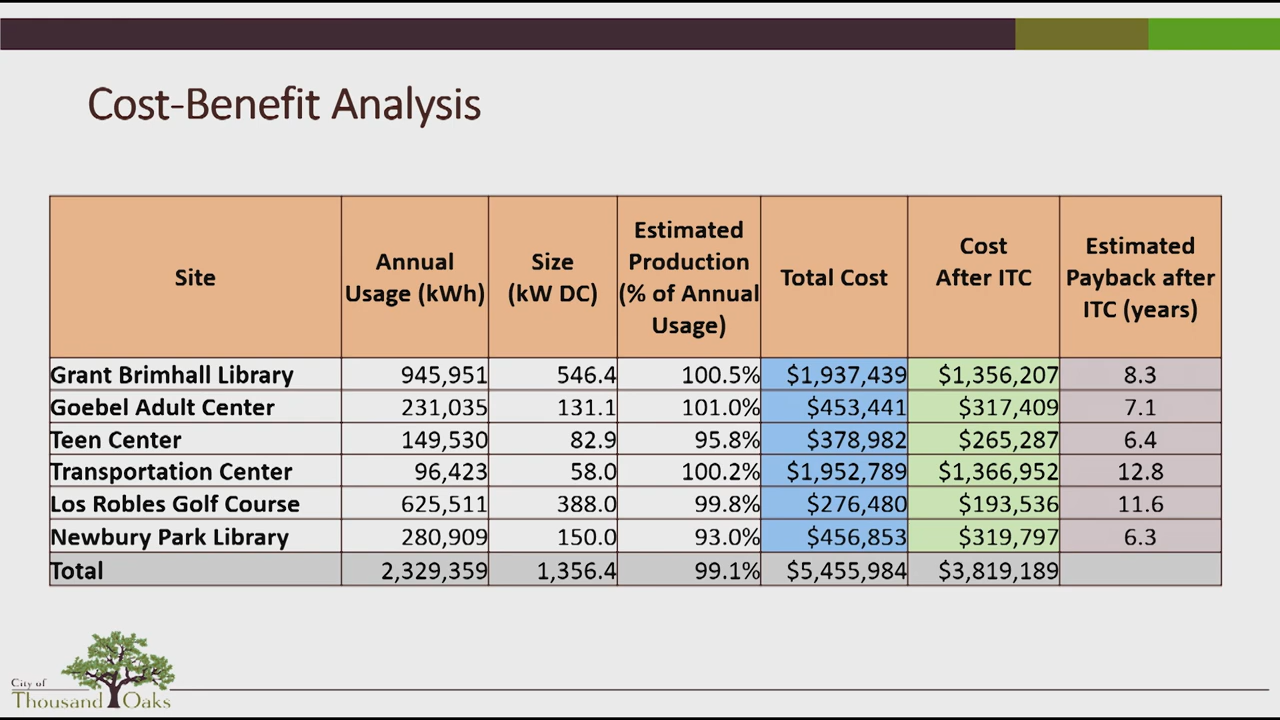 Cost-Benefit Analysis
Site
Annual
Usage (kWh)
Size
(kW DC)
Estimated
Production
(% of Annual
Usage)
Total Cost
Cost
After ITC
Estimated
Payback after
ITC (years)
Grant Brimhall Library 945,951 546.4 100.5% $1,937,439 $1,356,207 8.3
Goebel Adult Center 231,035 131.1 101.0% $453,441 $317,409 7.1
Teen Center 149,530 82.9 95.8% $378,982 $265,287 6.4
Transportation Center 96,423 58.0 100.2% $1,952,789 $1,366,952 12.8
Los Robles Golf Course 625,511 388.0 99.8% $276,480 $193,536 11.6
Newbury Park Library 280,909 150.0 93.0% $456,853 $319,797 6.3
Total 2,329,359 1,356.4 99.1% $5,455,984 $3,819,189
City of
Thousand Oaks